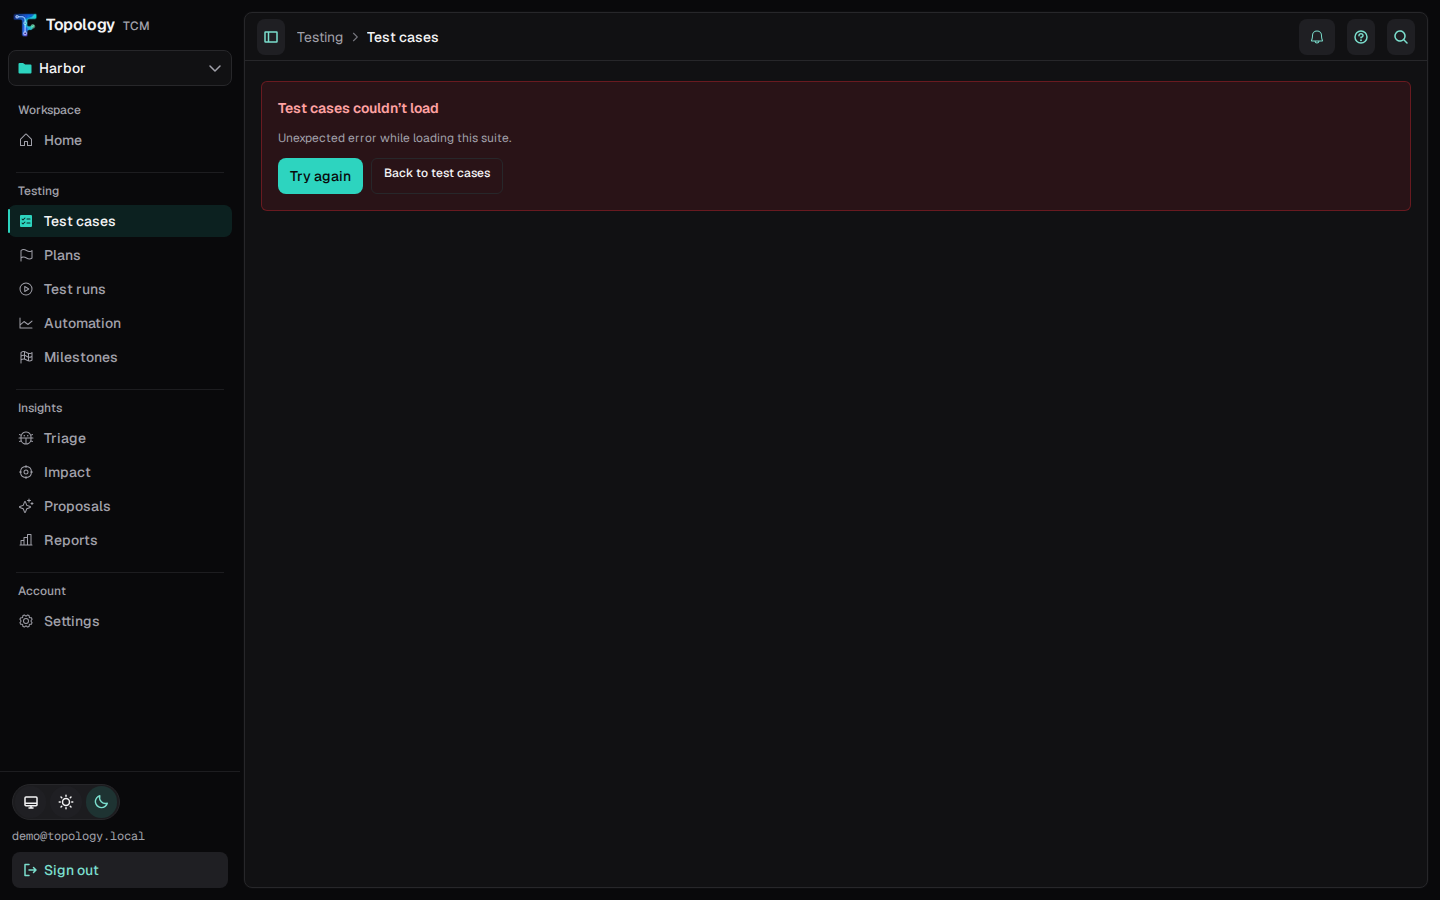 Topology TCM
Harbor
Workspace
Home
Testing
Test cases
Plans
Test runs
Automation
Milestones
Insights
Triage
Impact
Proposals
Reports
Account
Settings
demo@topology.local
Sign out
Testing > Test cases
Test cases couldn't load
Unexpected error while loading this suite.
Try again
Back to test cases